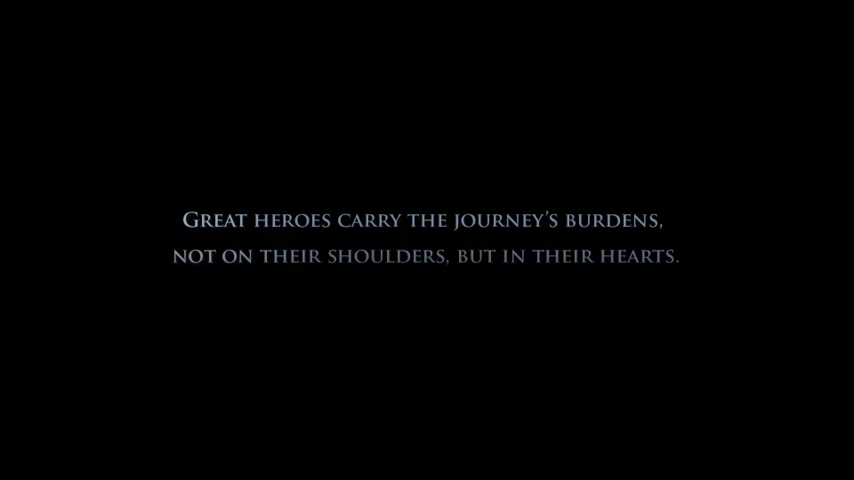 Great heroes carry the journey's burdens,
not on their shoulders, but in their hearts.